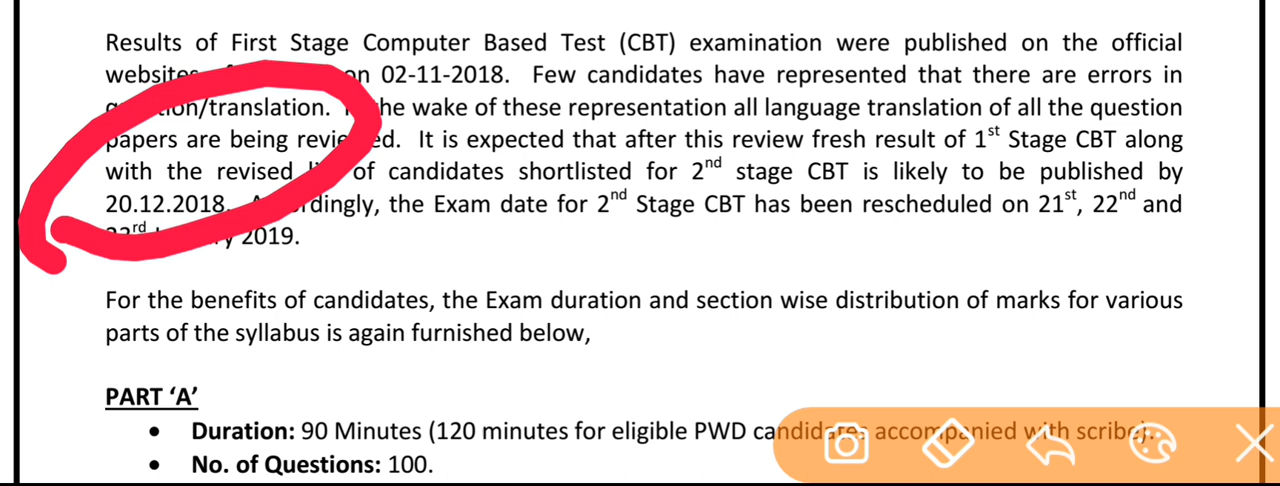 Results of First Stage Computer Based Test (CBT) examination were published on the official
on 02-11-2018. Few candidates have represented that there are errors in
/translation. the wake of these representation all language translation of all the question
papers are being It is expected that after this review fresh result of 1st Stage CBT along
with the revised of candidates shortlisted for 2nd stage CBT is likely to be published by
20.12.2018. the Exam date for 2nd Stage CBT has been rescheduled on 21st, 22nd and
2019.
For the benefits of candidates, the Exam duration and section wise distribution of marks for various
parts of the syllabus is again furnished below,
PART ‘A’
• Duration: 90 Minutes (120 minutes for eligible PWD candidates accompanied with scribe).
• No. of Questions: 100.